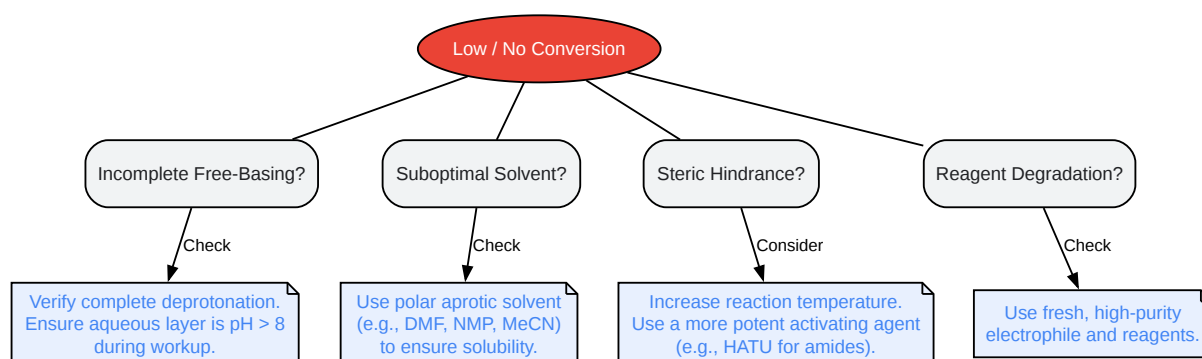 Low / No Conversion
Incomplete Free-Basing?
Suboptimal Solvent?
Steric Hindrance?
Reagent Degradation?
Check
Check
Consider
Check
Verify complete deprotonation.
Ensure aqueous layer is pH > 8
during workup.
Use polar aprotic solvent
(e.g., DMF, NMP, MeCN)
to ensure solubility.
Increase reaction temperature.
Use a more potent activating agent
(e.g., HATU for amides).
Use fresh, high-purity
electrophile and reagents.